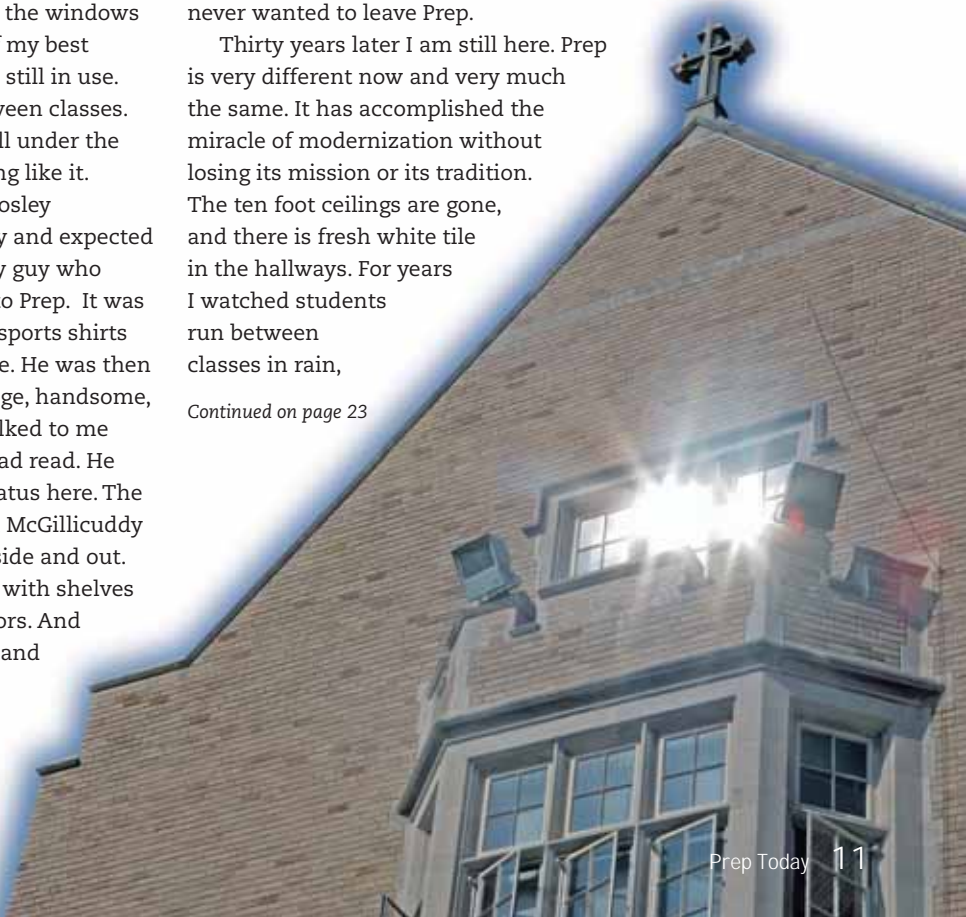 the windows
my best
still in use.
ween classes.
ll under the
ng like it.
osley
y and expected
y guy who
to Prep. It was
sports shirts
e. He was then
ge, handsome,
lked to me
ad read. He
atus here. The
McGillicuddy
side and out.
with shelves
ors. And
and
never wanted to leave Prep.
Thirty years later I am still here. Prep
is very different now and very much
the same. It has accomplished the
miracle of modernization without
losing its mission or its tradition.
The ten foot ceilings are gone,
and there is fresh white tile
in the hallways. For years
I watched students
run between
classes in rain,
Continued on page 23
Prep Today 11